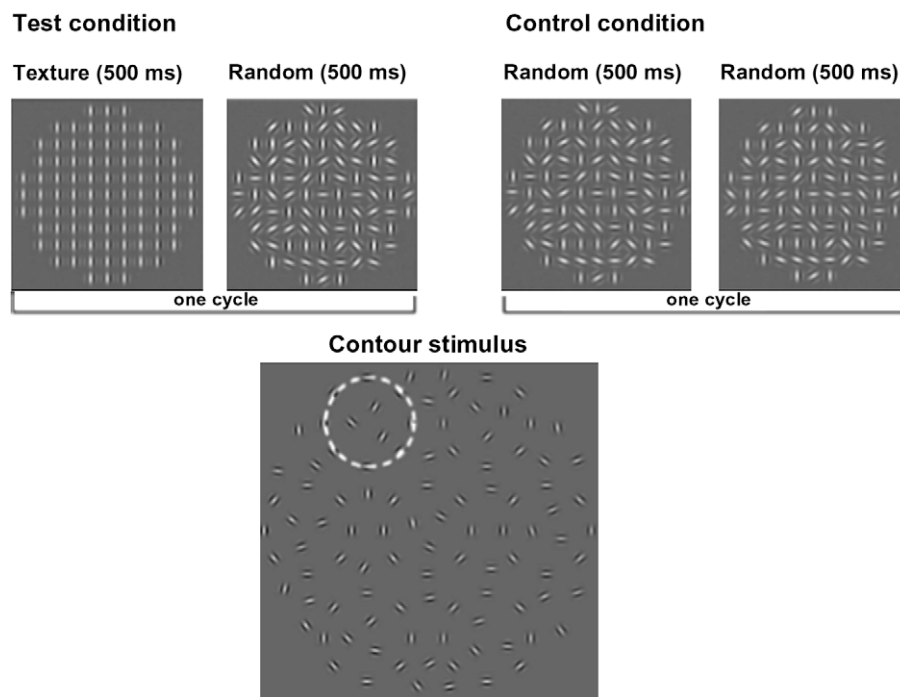 Test condition
Control condition
Texture (500 ms)
Random (500 ms)
Random (500 ms)
Random (500 ms)
one cycle
one cycle
Contour stimulus